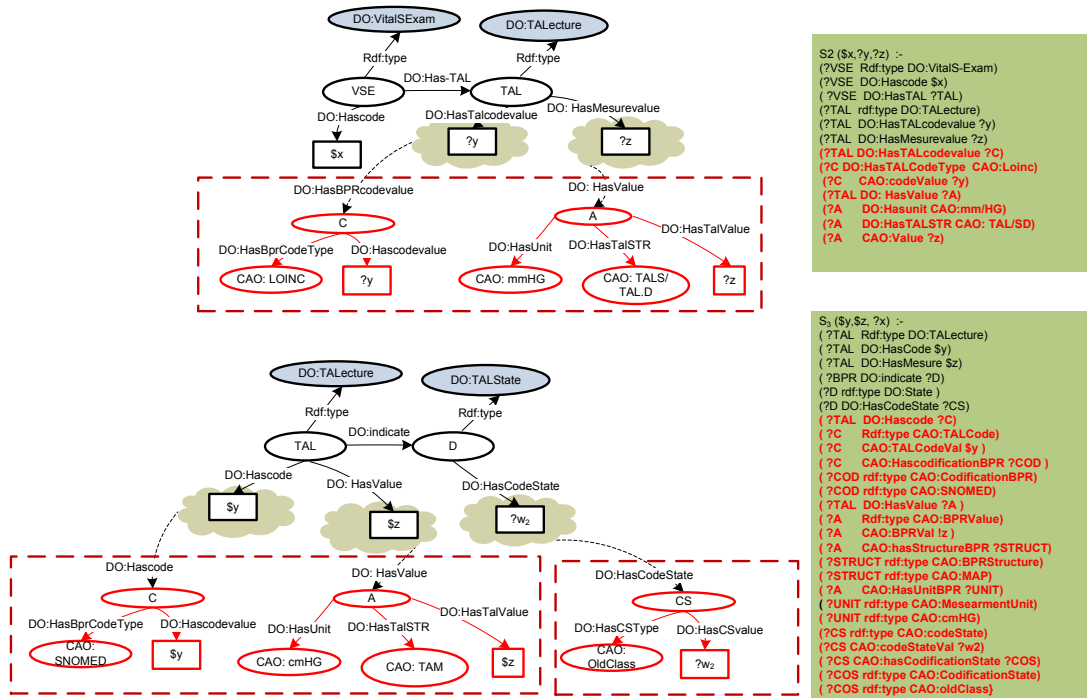 DO:VitalSExam
DO:TALecture
Rdf:type
Rdf:type
DO:Has-TAL
VSE
TAL
DO:Hascode
DO:HasTalcodevalue
DO: HasMesurevalue
$x
?y
?z
DO:HasBPRcodevalue
DO: HasValue
C
A
DO:HasBprCodeType
DO:Hascodevalue
DO:HasUnit
DO:HasTalSTR
DO:HasTalValue
CAO: LOINC
?y
CAO: mmHG
CAO: TALS/
TAL.D
?z
S2 ($x,?y,?z) :-
(?VSE Rdf:type DO:VitalS-Exam)
(?VSE DO:Hascode $x)
( ?VSE DO:HasTAL ?TAL)
(?TAL rdf:type DO:TALecture)
(?TAL DO:HasTALcodevalue ?y)
(?TAL DO:HasMesurevalue ?z)
(?TAL DO:HasTALcodevalue ?C)
(?C DO:HasTALCodeType CAO:Loinc)
(?C CAO:codeValue ?y)
(?TAL DO: HasValue ?A)
(?A DO:Hasunit CAO:mm/HG)
(?A DO:HasTALSTR CAO: TAL/SD)
(?A CAO:Value ?z)
DO:TALecture
DO:TALState
Rdf:type
Rdf:type
DO:indicate
TAL
D
DO:Hascode
DO: HasValue
DO:HasCodeState
$y
$z
?w2
DO:Hascode
DO:HasValue
DO:HasCodeState
C
A
CS
DO:HasBprCodeType
DO:Hascodevalue
DO:HasUnit
DO:HasTalSTR
DO:HasTalValue
DO:HasCSType
DO:HasCSvalue
CAO:
SNOMED
$y
CAO: cmHG
CAO: TAM
$z
CAO:
OldClass
?w2
S3 ($y,$z, ?x) :-
( ?TAL Rdf:type DO:TALecture)
( ?TAL DO:HasCode $y)
( ?TAL DO:HasMesure $z)
( ?BPR DO:indicate ?D)
(?D rdf:type DO:State )
(?D DO:HasCodeState ?CS)
( ?TAL DO:Hascode ?C)
( ?C Rdf:type CAO:TALCode)
( ?C CAO:TALCodeVal $y )
( ?C CAO:HascodificationBPR ?COD )
( ?COD rdf:type CAO:CodificationBPR)
( ?COD rdf:type CAO:SNOMED)
( ?TAL DO:HasValue ?A )
( ?A Rdf:type CAO:BPRValue)
( ?A CAO:BPRVal !z )
( ?A CAO:hasStructureBPR ?STRUCT)
( ?STRUCT rdf:type CAO:BPRStructure)
( ?STRUCT rdf:type CAO:MAP)
( ?A CAO:HasUnitBPR ?UNIT)
( ?UNIT rdf:type CAO:MesearmentUnit)
( ?UNIT rdf:type CAO:cmHG)
(?CS rdf:type CAO:codeState)
(?CS CAO:codeStateVal ?w2)
( ?CS CAO:hasCodificationState ?COS)
( ?COS rdf:type CAO:CodificationState)
( ?COS rdf:type CAO:oldClass}